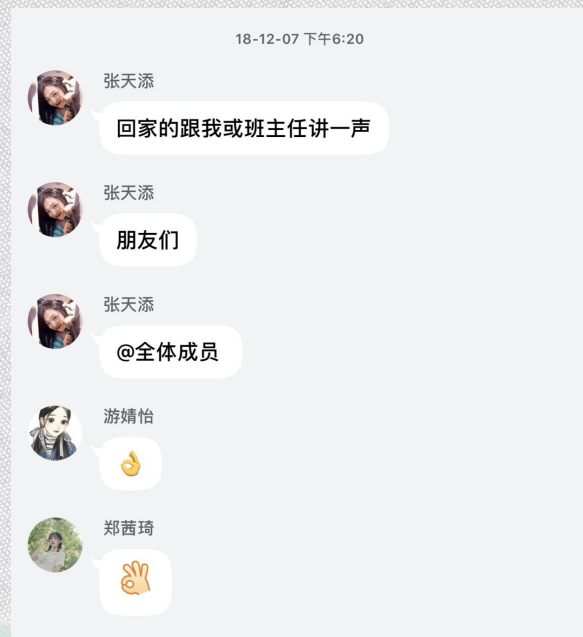 18-12-07 下午6:20
张天添
回家的跟我或班主任讲一声
张天添
朋友们
张天添
@全体成员
游婧怡
👌
郑茜琦
👌